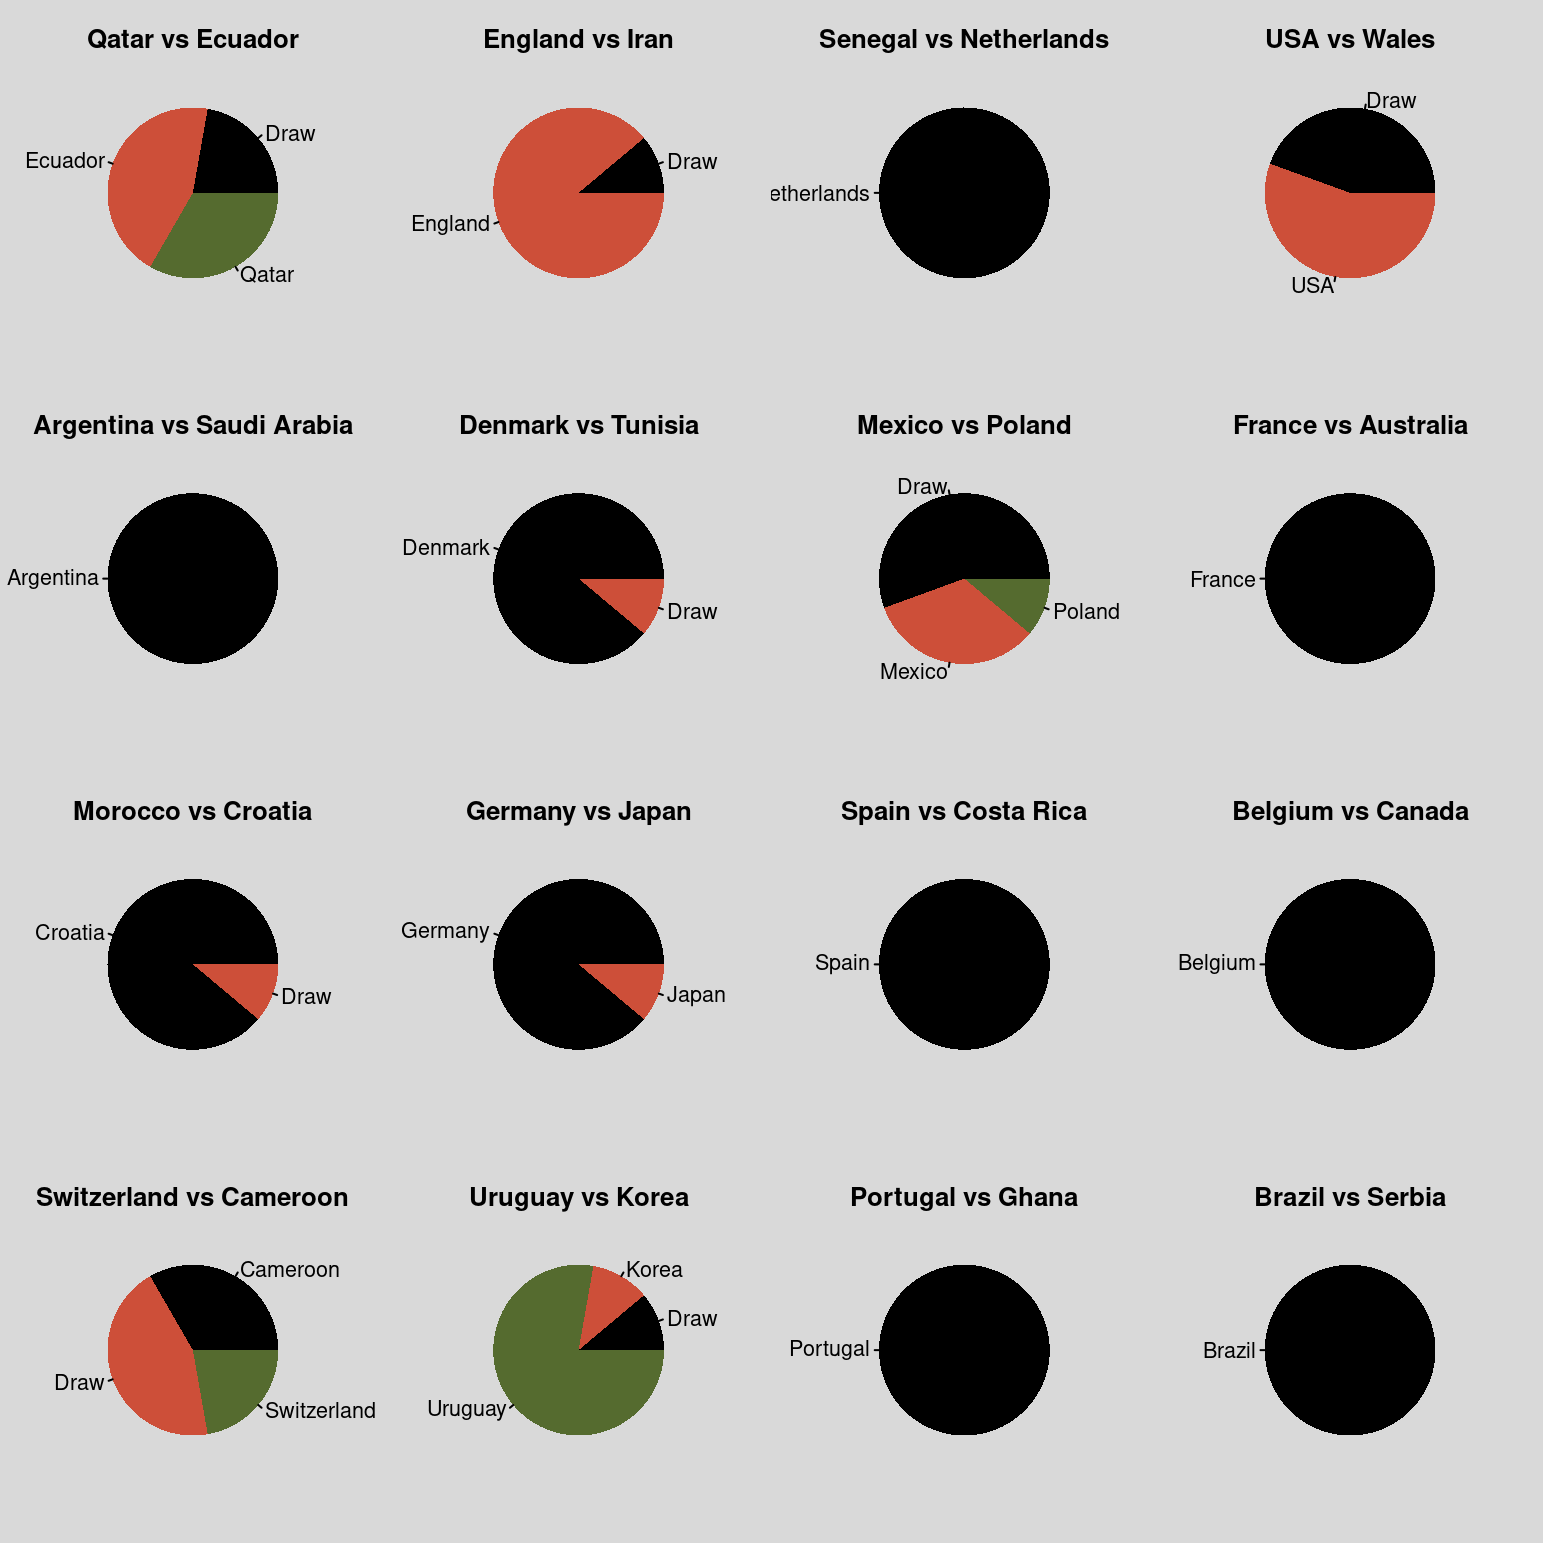 Qatar vs Ecuador
Draw
Ecuador
Qatar
England vs Iran
Draw
England
Senegal vs Netherlands
etherlands
USA vs Wales
Draw
USA
Argentina vs Saudi Arabia
Argentina
Denmark vs Tunisia
Denmark
Draw
Mexico vs Poland
Draw
Mexico
Poland
France vs Australia
France
Morocco vs Croatia
Croatia
Draw
Germany vs Japan
Germany
Japan
Spain vs Costa Rica
Spain
Belgium vs Canada
Belgium
Switzerland vs Cameroon
Cameroon
Draw
Switzerland
Uruguay vs Korea
Korea
Draw
Uruguay
Portugal vs Ghana
Portugal
Brazil vs Serbia
Brazil